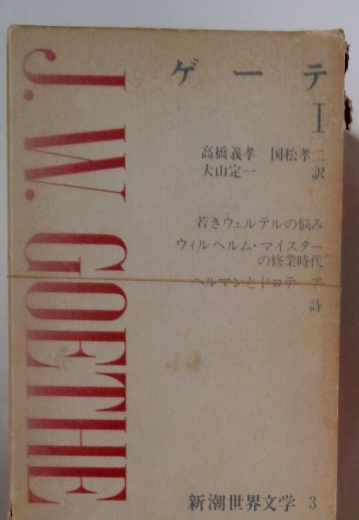 J. W. GOETHE
ゲーテ
I
高橋義孝 国松孝二
大山定一 訳
若きウェルテルの悩み
ウィルヘルム・マイスター
の修業時代
ヘルマンとドロテーア
詩
新潮世界文学 3